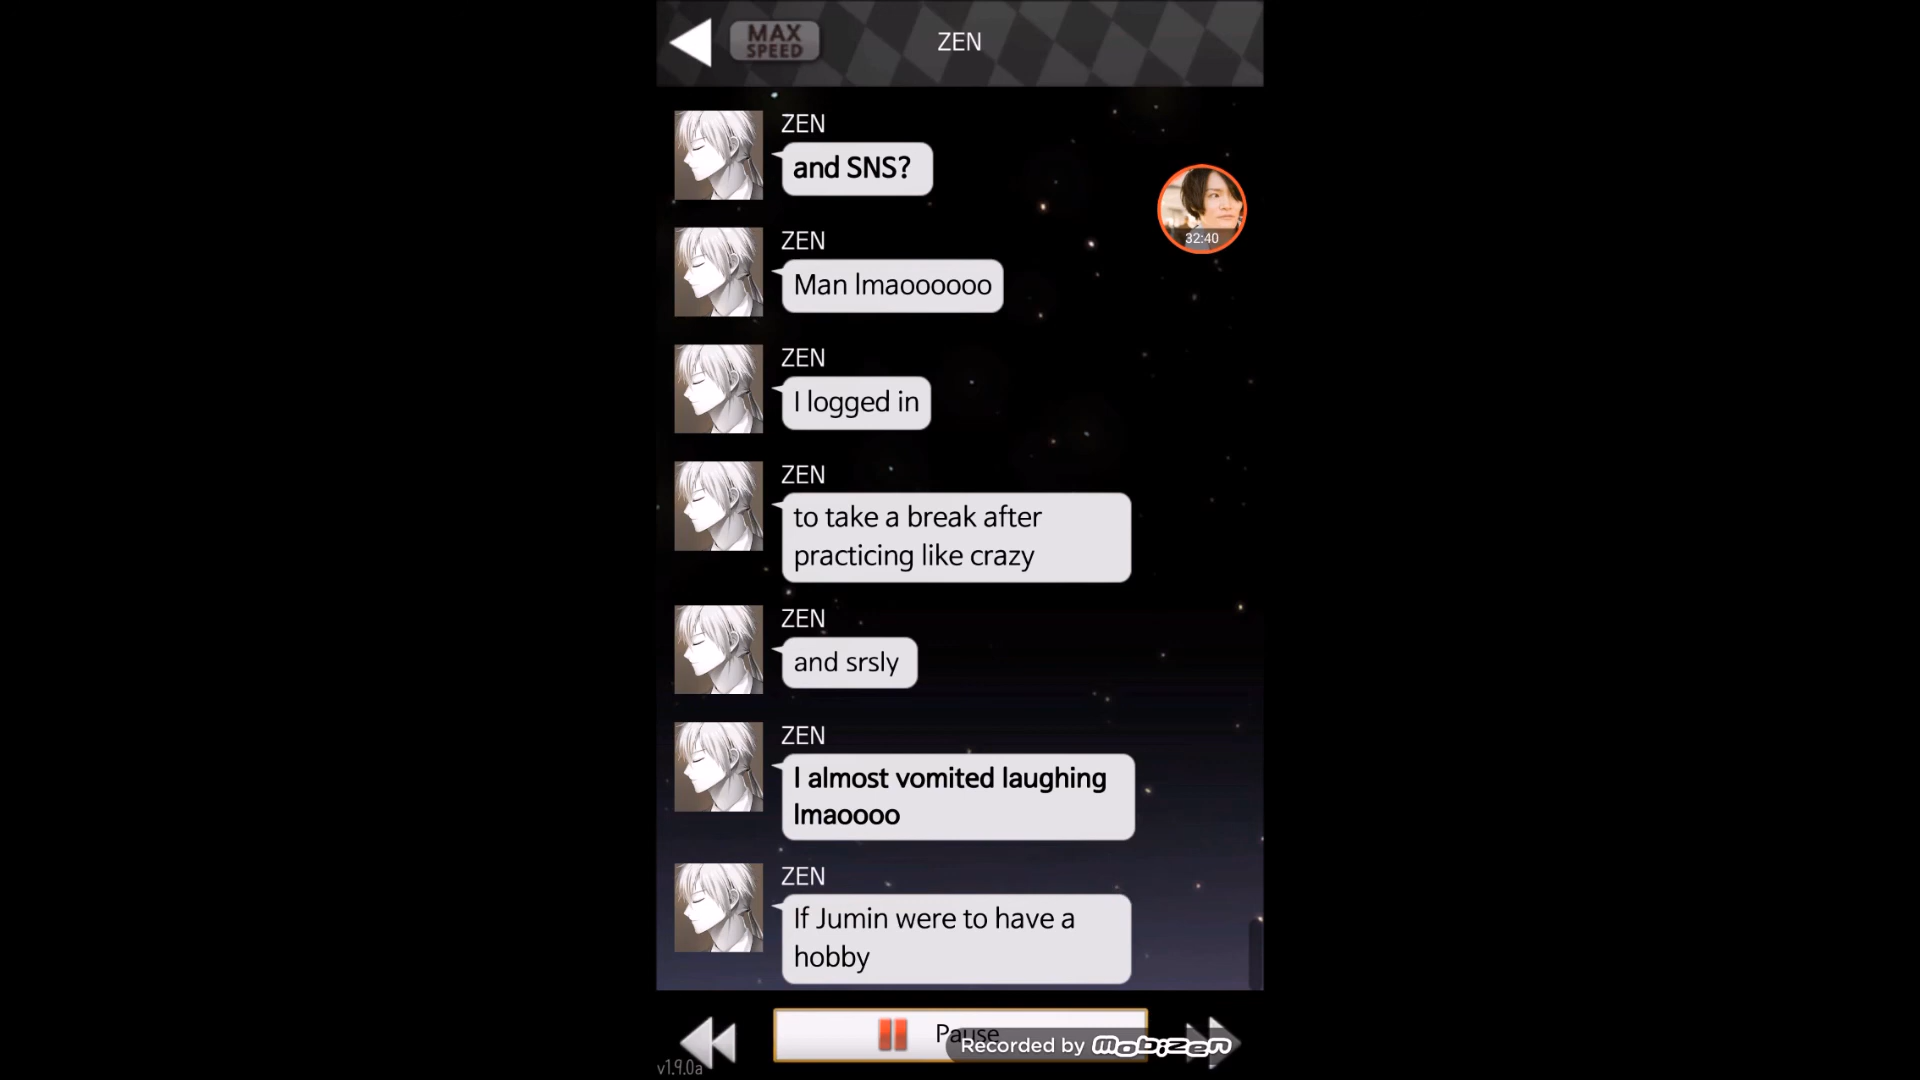 MAX
SPEED
ZEN
ZEN
and SNS?
32:40
ZEN
Man lmaoooooo
ZEN
I logged in
ZEN
to take a break after
practicing like crazy
ZEN
and srsly
ZEN
I almost vomited laughing
lmaoooo
ZEN
If Jumin were to have a
hobby
Pause
Recorded by Mobizen
v1.9.0a